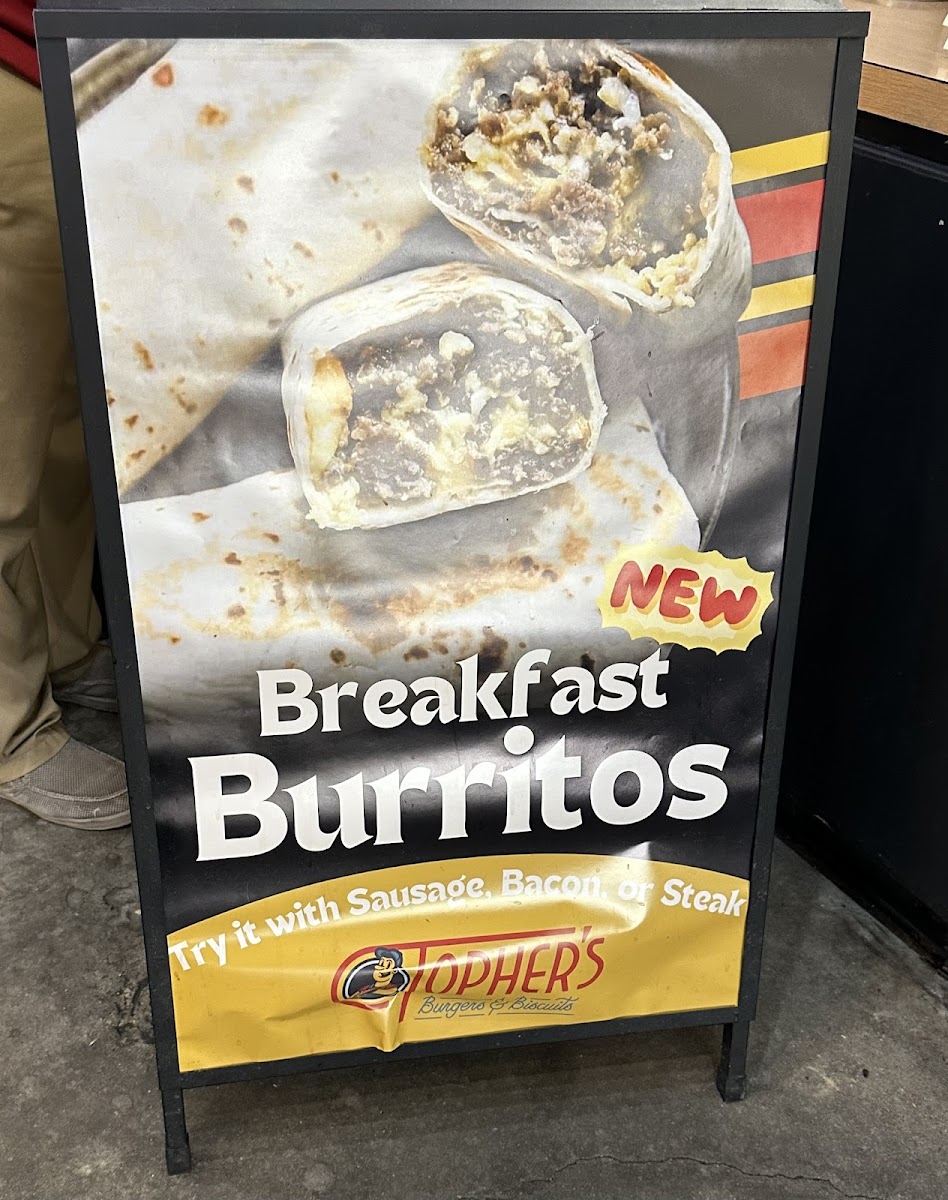 NEW
Breakfast
Burritos
Try it with Sausage, Bacon, or Steak
TOPHER'S
Burgers & Biscuits